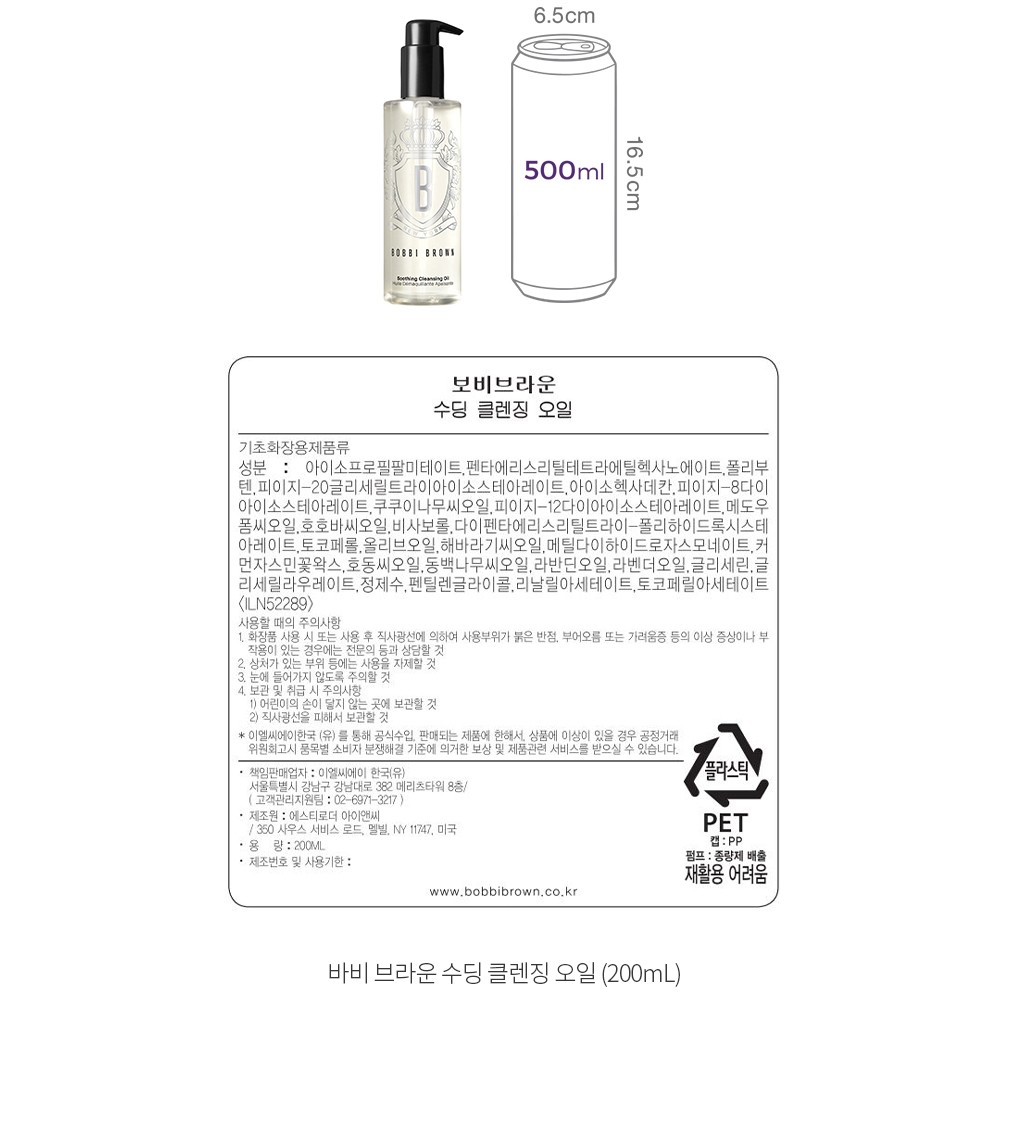 6.5cm
500ml
16.5cm
B
NEW YORK
BOBBI BROWN
Soothing Cleansing Oil
Huile Démaquillante Apaisante
보비브라운
수딩 클렌징 오일
기초화장용제품류
성분 : 아이소프로필팔미테이트,펜타에리스리틸테트라에틸헥사노에이트,폴리부
텐,피이지-20글리세릴트라이아이소스테아레이트,아이소헥사데칸,피이지-8다이
아이소스테아레이트,쿠쿠이나무씨오일,피이지-12다이아이소스테아레이트,메도우
폼씨오일,호호바씨오일,비사보롤,다이펜타에리스리틸트라이-폴리하이드록시스테
아레이트,토코페롤,올리브오일,해바라기씨오일,메틸다이하이드로자스모네이트,커
먼자스민꽃왁스,호동씨오일,동백나무씨오일,라반딘오일,라벤더오일,글리세린,글
리세릴라우레이트,정제수,펜틸렌글라이콜,리날릴아세테이트,토코페릴아세테이트
〈ILN52289〉
사용할 때의 주의사항
1. 화장품 사용 시 또는 사용 후 직사광선에 의하여 사용부위가 붉은 반점, 부어오름 또는 가려움증 등의 이상 증상이나 부
작용이 있는 경우에는 전문의 등과 상담할 것
2. 상처가 있는 부위 등에는 사용을 자제할 것
3. 눈에 들어가지 않도록 주의할 것
4. 보관 및 취급 시 주의사항
1) 어린이의 손이 닿지 않는 곳에 보관할 것
2) 직사광선을 피해서 보관할 것
* 이엘씨에이한국 (유) 를 통해 공식수입, 판매되는 제품에 한해서, 상품에 이상이 있을 경우 공정거래
위원회고시 품목별 소비자 분쟁해결 기준에 의거한 보상 및 제품관련 서비스를 받으실 수 있습니다.
· 책임판매업자 : 이엘씨에이 한국(유)
서울특별시 강남구 강남대로 382 메리츠타워 8층/
( 고객관리지원팀 : 02-6971-3217 )
· 제조원 : 에스티로더 아이앤씨
/ 350 사우스 서비스 로드, 멜빌, NY 11747, 미국
· 용 량 : 200ML
· 제조번호 및 사용기한 :
플라스틱
PET
캡 : PP
펌프 : 종량제 배출
재활용 어려움
www.bobbibrown.co.kr
바비 브라운 수딩 클렌징 오일 (200mL)